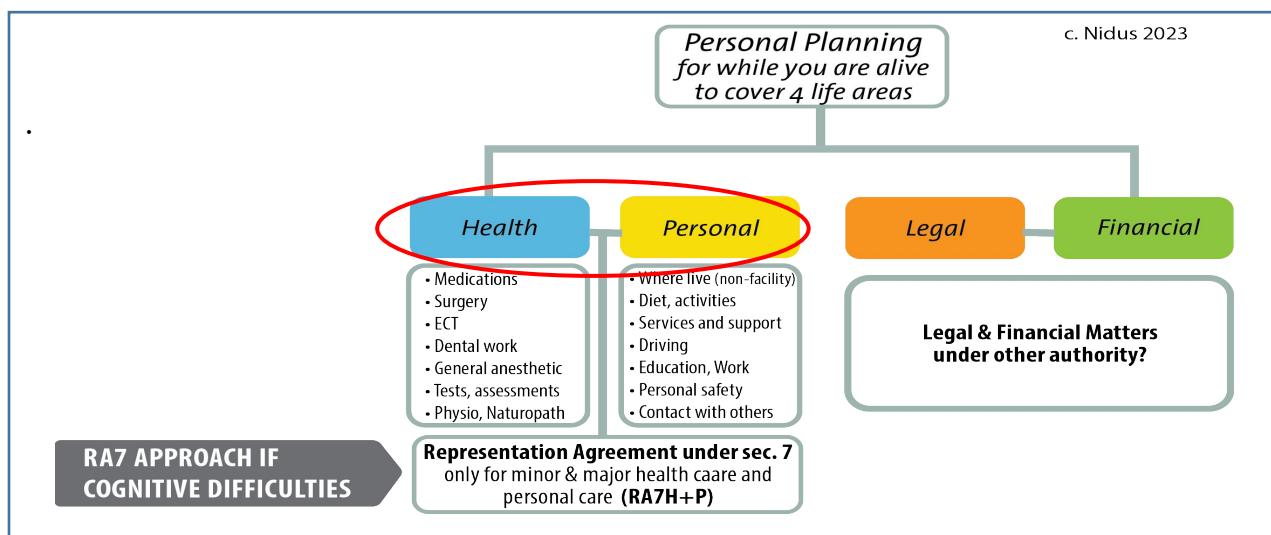 c. Nidus 2023
Personal Planning
for while you are alive
to cover 4 life areas
Health
Personal
Legal
Financial
• Medications
• Surgery
• ECT
• Dental work
• General anesthetic
• Tests, assessments
• Physio, Naturopath
• Where live (non-facility)
• Diet, activities
• Services and support
• Driving
• Education, Work
• Personal safety
• Contact with others
Legal & Financial Matters
under other authority?
RA7 APPROACH IF
COGNITIVE DIFFICULTIES
Representation Agreement under sec. 7
only for minor & major health caare and
personal care (RA7H+P)